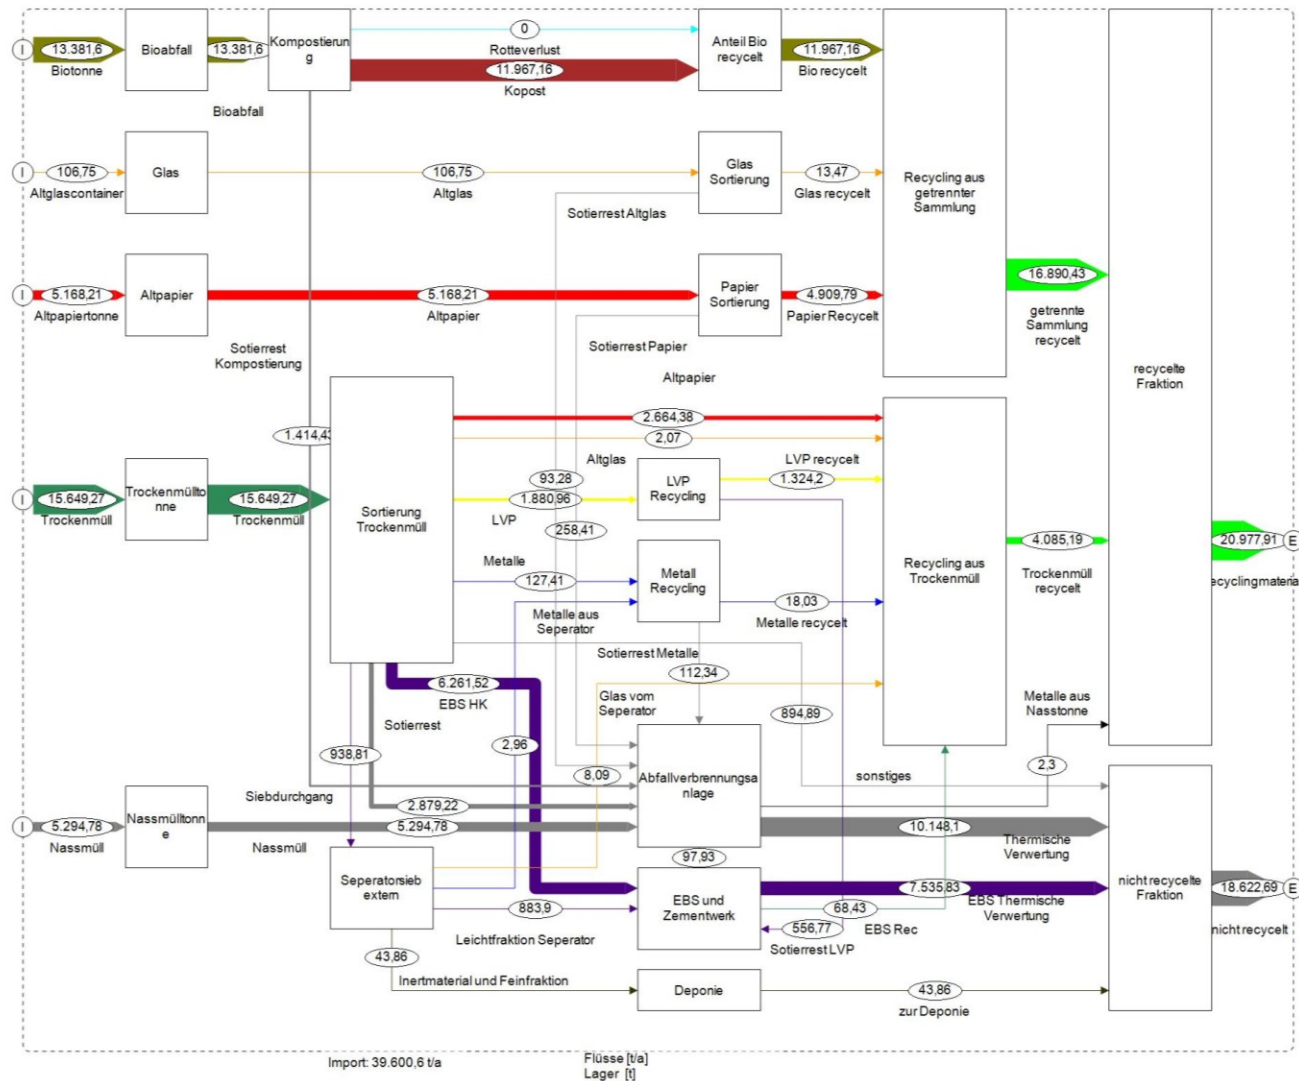 I
13.381,6
Biotonne
Bioabfall
13.381,6
Bioabfall
Kompostierun
g
0
Rotteverlust
11.967,16
Kopost
Anteil Bio
recycelt
11.967,16
Bio recycelt
I
106,75
Altglascontainer
Glas
106,75
Altglas
Glas
Sortierung
13,47
Glas recycelt
Sotierrest Altglas
Recycling aus
getrennter
Sammlung
I
5.168,21
Altpapiertonne
Altpapier
5.168,21
Altpapier
Papier
Sortierung
4.909,79
Papier Recycelt
16.890,43
getrennte
Sammlung
recycelt
Sotierrest
Kompostierung
Sotierrest Papier
Altpapier
recycelte
Fraktion
2.664,38
1.414,43
2,07
Altglas
LVP recycelt
93,28
LVP
Recycling
1.324,2
I
15.649,27
Trockenmüll
Trockenmüllto
nne
15.649,27
Trockenmüll
Sortierung
Trockenmüll
1.880,96
LVP
258,41
Metalle
127,41
Metall
Recycling
Recycling aus
Trockenmüll
4.085,19
Trockenmüll
recycelt
20.977,91
E
ecyclingmateria
Metalle aus
Seperator
18,03
Metalle recycelt
Sotierrest Metalle
112,34
6.261,52
EBS HK
Glas vom
Seperator
Metalle aus
Nasstonne
Sotierrest
894,89
938,81
2,96
8,09
Abfallverbrennungsa
nlage
sonstiges
2,3
Siebdurchgang
2.879,22
I
5.294,78
Nassmüll
Nassmülltonn
e
5.294,78
Nassmüll
10.148,1
Thermische
Verwertung
97,93
Seperatorsieb
extern
EBS und
Zementwerk
7.535,83
EBS Thermische
Verwertung
nicht recycelte
Fraktion
18.622,69
E
nicht recycelt
883,9
Leichtfraktion Seperator
68,43
EBS Rec
556,77
Sotierrest LVP
43,86
Inertmaterial und Feinfraktion
Deponie
43,86
zur Deponie
Import: 39.600,6 t/a
Flüsse [t/a]
Lager [t]